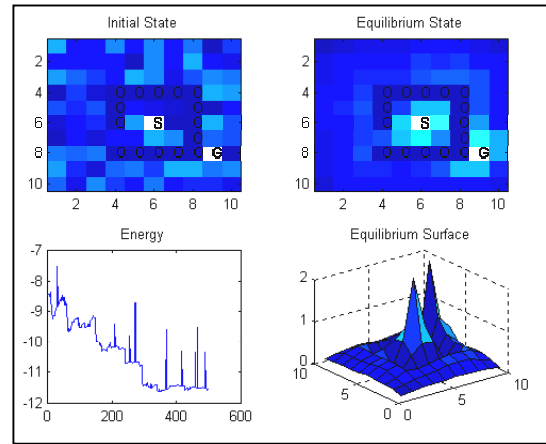 Initial State
Equilibrium State
2
4
6
8
10
2 4 6 8 10
O O O O O
O O
O S O
O O
O O O O O G
2
4
6
8
10
2 4 6 8 10
O O O O O
O O
O S O
O O
O O O O O G
Energy
Equilibrium Surface
-7
-8
-9
-10
-11
-12
0 200 400 600
2
1
0
10
5
0
0
5
10